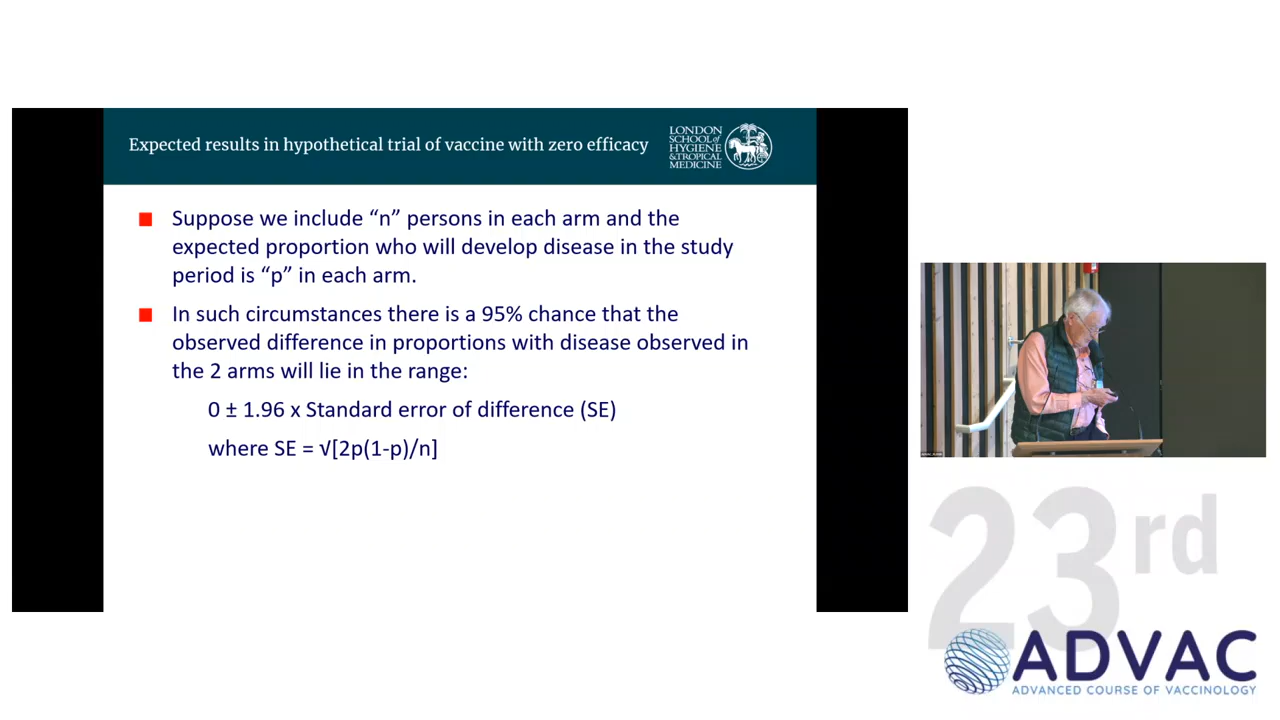 Expected results in hypothetical trial of vaccine with zero efficacy
LONDON
SCHOOL of
HYGIENE
& TROPICAL
MEDICINE
Suppose we include “n” persons in each arm and the
expected proportion who will develop disease in the study
period is “p” in each arm.
In such circumstances there is a 95% chance that the
observed difference in proportions with disease observed in
the 2 arms will lie in the range:
0 ± 1.96 x Standard error of difference (SE)
where SE = √[2p(1-p)/n]
23rd
ADVAC
ADVANCED COURSE OF VACCINOLOGY